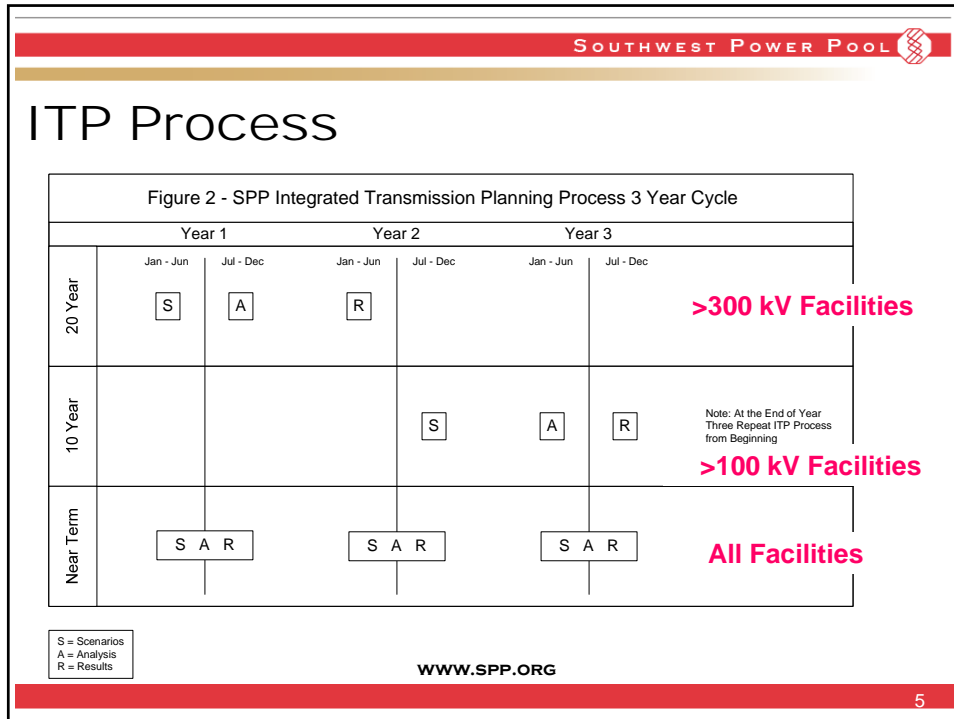 SOUTHWEST POWER POOL
ITP Process
Figure 2 - SPP Integrated Transmission Planning Process 3 Year Cycle
Year 1 Year 2 Year 3
Jan - Jun Jul - Dec Jan - Jun Jul - Dec Jan - Jun Jul - Dec
20 Year
S A R
>300 kV Facilities
10 Year
S A R
Note: At the End of Year
Three Repeat ITP Process
from Beginning
>100 kV Facilities
Near Term
S A R S A R S A R
All Facilities
S = Scenarios
A = Analysis
R = Results
WWW.SPP.ORG
5